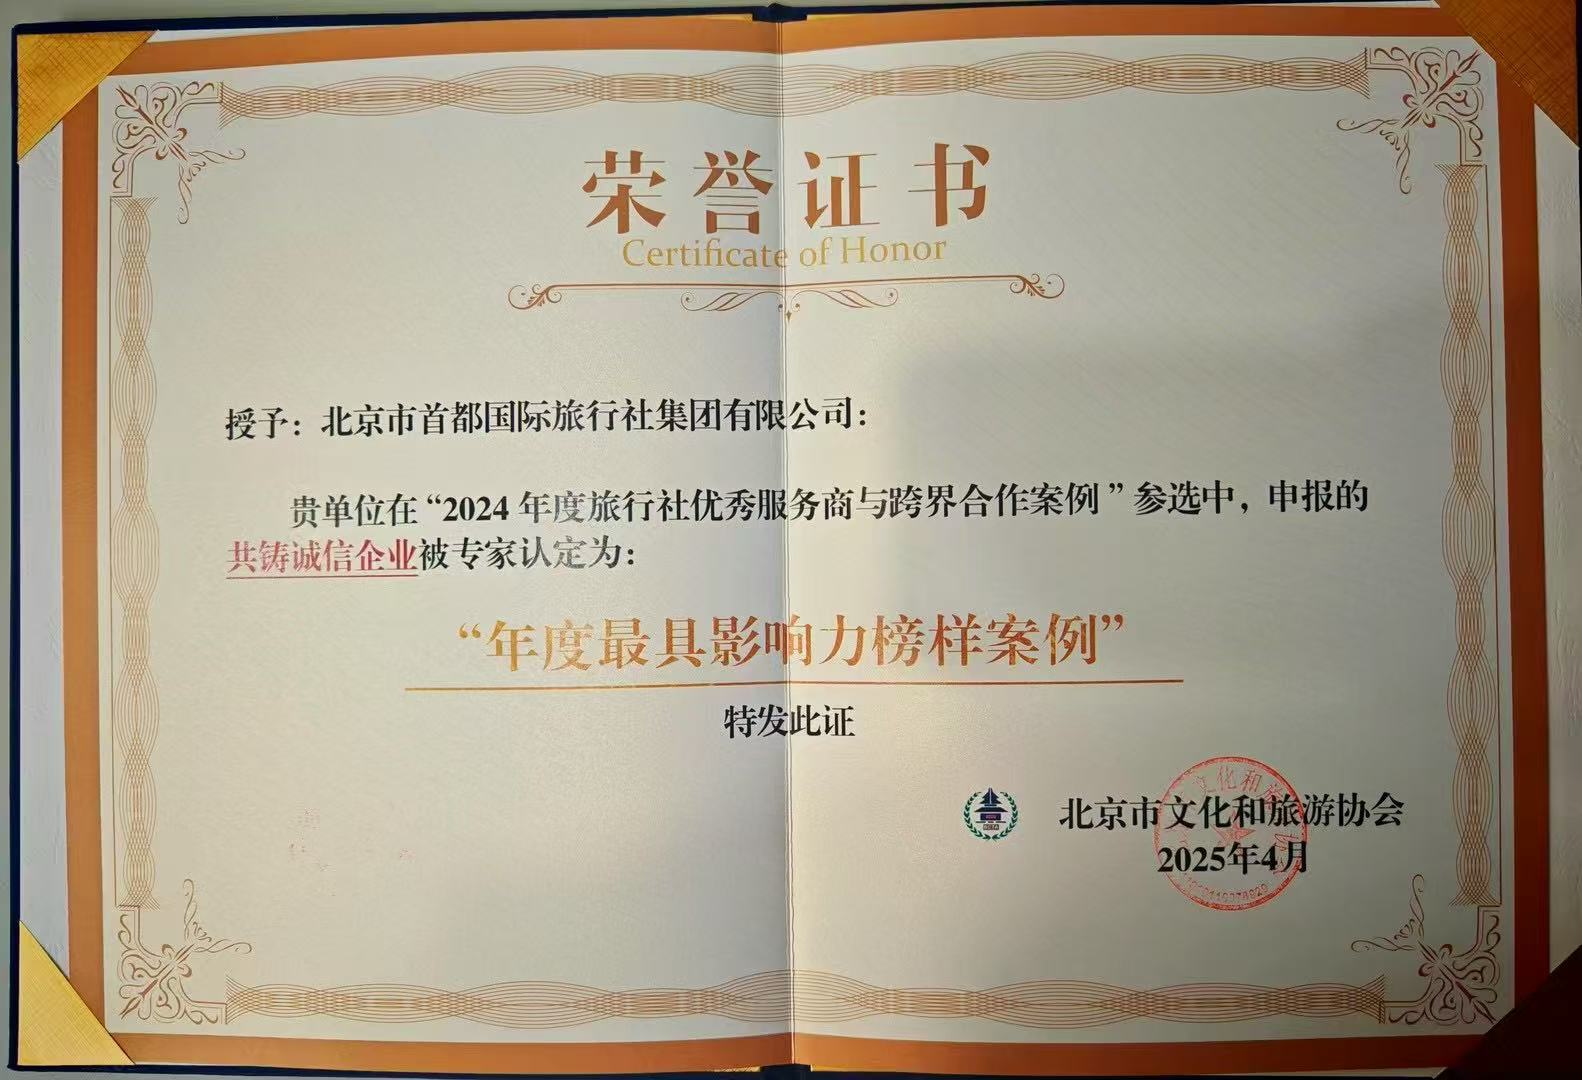 荣誉证书
Certificate of Honor
授予：北京市首都国际旅行社集团有限公司：
贵单位在“2024 年度旅行社优秀服务商与跨界合作案例”参选中，申报的
共铸诚信企业被专家认定为：
“年度最具影响力榜样案例”
特发此证
北京市文化和旅游协会
2025年4月